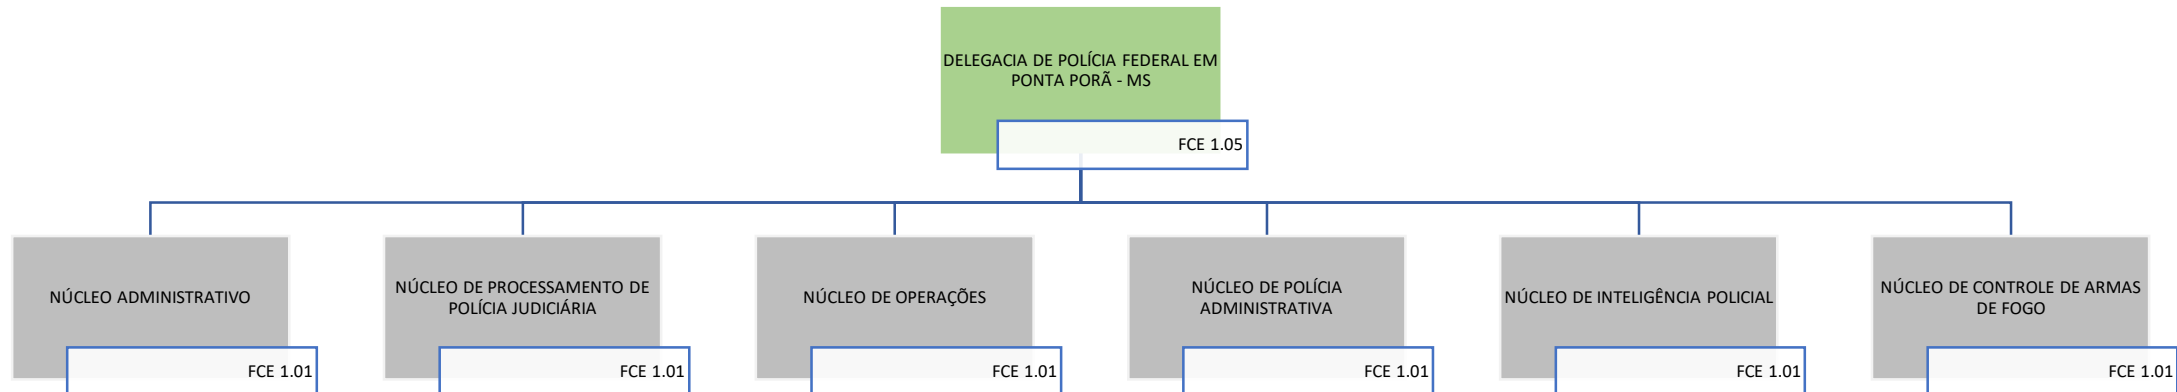 DELEGACIA DE POLÍCIA FEDERAL EM
PONTA PORÃ - MS
FCE 1.05
NÚCLEO ADMINISTRATIVO
FCE 1.01
NÚCLEO DE PROCESSAMENTO DE
POLÍCIA JUDICIÁRIA
FCE 1.01
NÚCLEO DE OPERAÇÕES
FCE 1.01
NÚCLEO DE POLÍCIA
ADMINISTRATIVA
FCE 1.01
NÚCLEO DE INTELIGÊNCIA POLICIAL
FCE 1.01
NÚCLEO DE CONTROLE DE ARMAS
DE FOGO
FCE 1.01